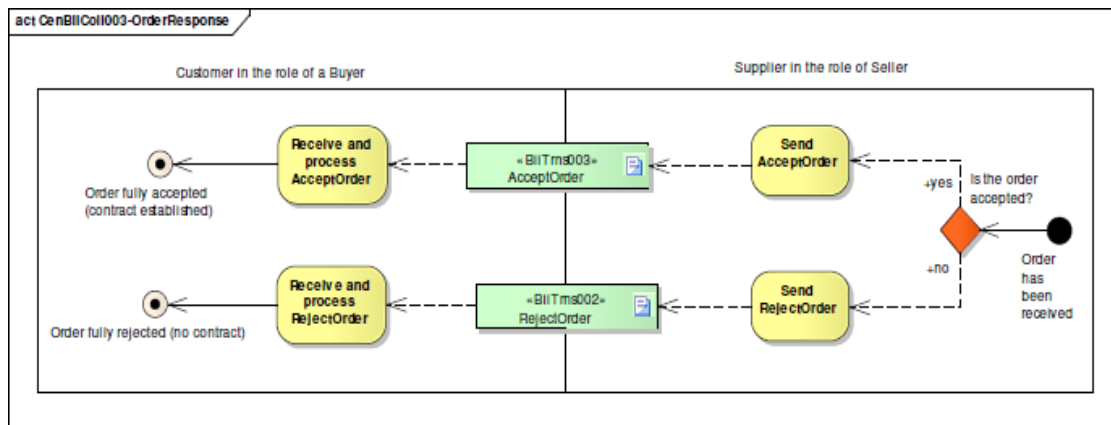 act CenBiiColl003-OrderResponse
Customer in the role of a Buyer
Supplier in the role of Seller
Receive and
process
AcceptOrder
«BiiTrns003»
AcceptOrder
Send
AcceptOrder
Order fully accepted
(contract established)
+yes
Is the order
accepted?
+no
Order
has
been
received
Receive and
process
RejectOrder
«BiiTrns002»
RejectOrder
Send
RejectOrder
Order fully rejected (no contract)